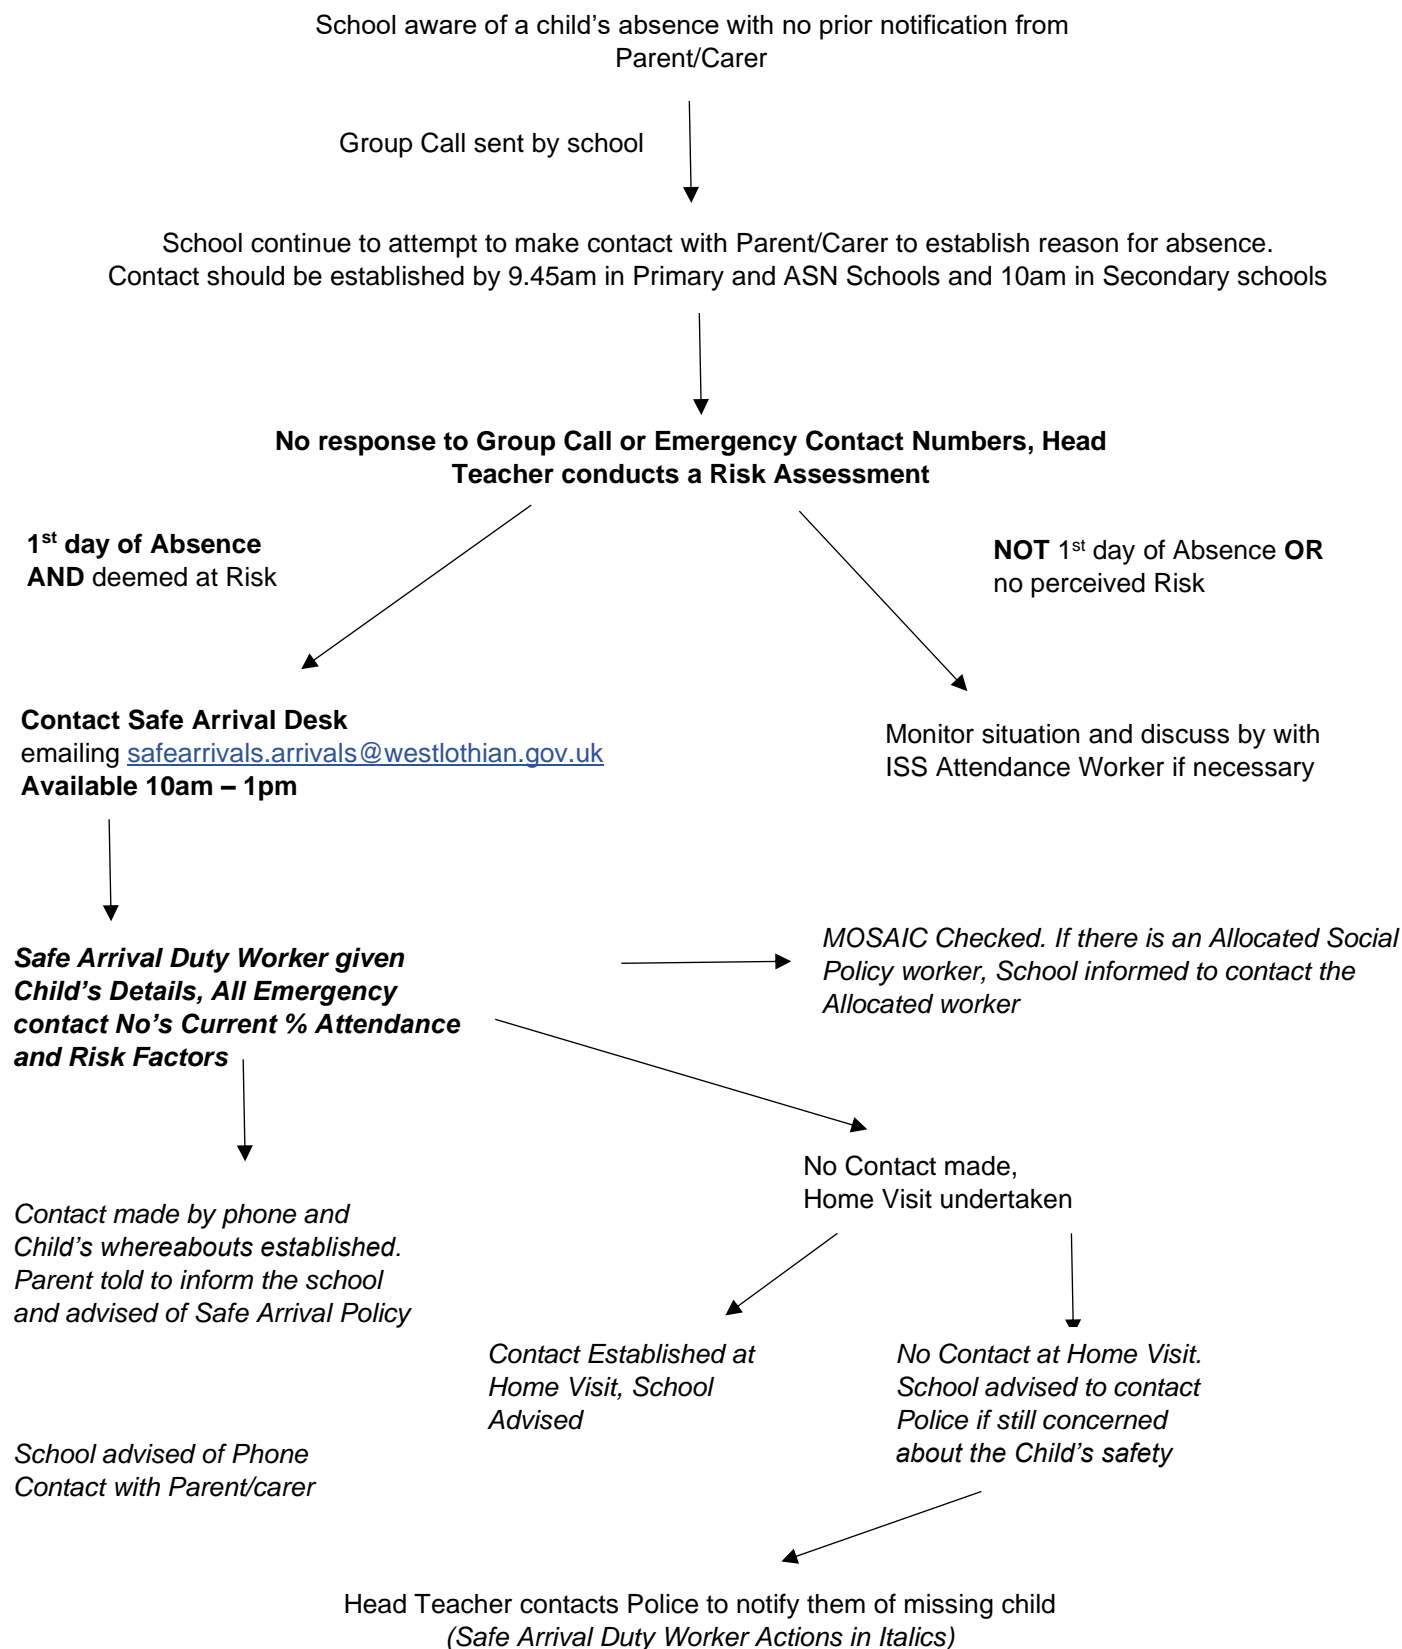 School aware of a child’s absence with no prior notification from
Parent/Carer
Group Call sent by school
School continue to attempt to make contact with Parent/Carer to establish reason for absence.
Contact should be established by 9.45am in Primary and ASN Schools and 10am in Secondary schools
No response to Group Call or Emergency Contact Numbers, Head
Teacher conducts a Risk Assessment
1st day of Absence
AND deemed at Risk
NOT 1st day of Absence OR
no perceived Risk
Contact Safe Arrival Desk
emailing safearrivals.arrivals@westlothian.gov.uk
Available 10am – 1pm
Monitor situation and discuss by with
ISS Attendance Worker if necessary
Safe Arrival Duty Worker given
Child’s Details, All Emergency
contact No’s Current % Attendance
and Risk Factors
MOSAIC Checked. If there is an Allocated Social
Policy worker, School informed to contact the
Allocated worker
No Contact made,
Home Visit undertaken
Contact made by phone and
Child’s whereabouts established.
Parent told to inform the school
and advised of Safe Arrival Policy
Contact Established at
Home Visit, School
Advised
No Contact at Home Visit.
School advised to contact
Police if still concerned
about the Child’s safety
School advised of Phone
Contact with Parent/carer
Head Teacher contacts Police to notify them of missing child
(Safe Arrival Duty Worker Actions in Italics)